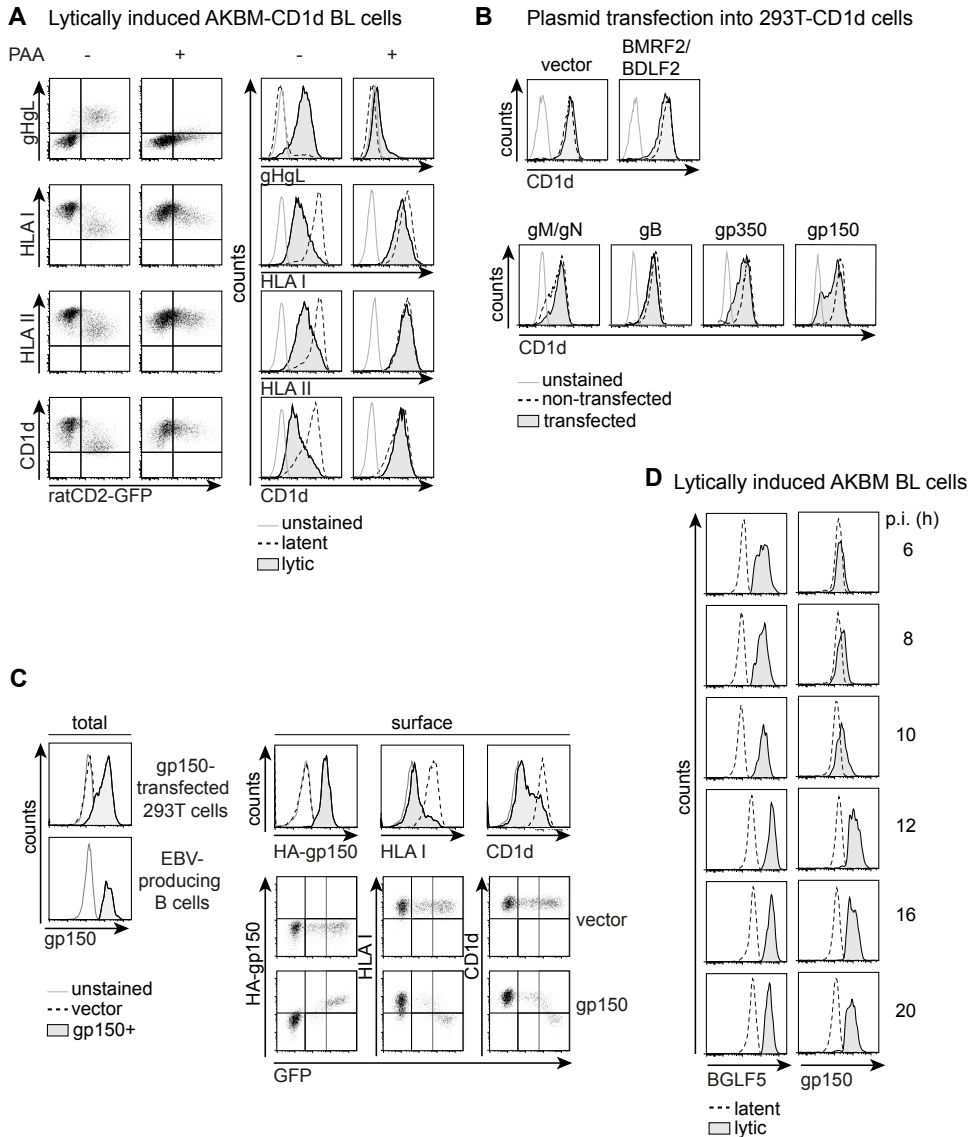 A Lytically induced AKBM-CD1d BL cells
PAA - + - +
gHgL
HLA I
HLA II
CD1d
ratCD2-GFP
counts
gHgL
HLA I
HLA II
CD1d
unstained
latent
lytic
B Plasmid transfection into 293T-CD1d cells
vector
BMRF2/
BDLF2
counts
CD1d
gM/gN gB gp350 gp150
counts
CD1d
unstained
non-transfected
transfected
C
total
counts
gp150-
transfected
293T cells
EBV-
producing
B cells
gp150
unstained
vector
gp150+
surface
counts
HA-gp150 HLA I CD1d
HA-gp150
HLA I
CD1d
vector
gp150
GFP
D Lytically induced AKBM BL cells
p.i. (h)
6
8
10
12
16
20
counts
BGLF5 gp150
latent
lytic